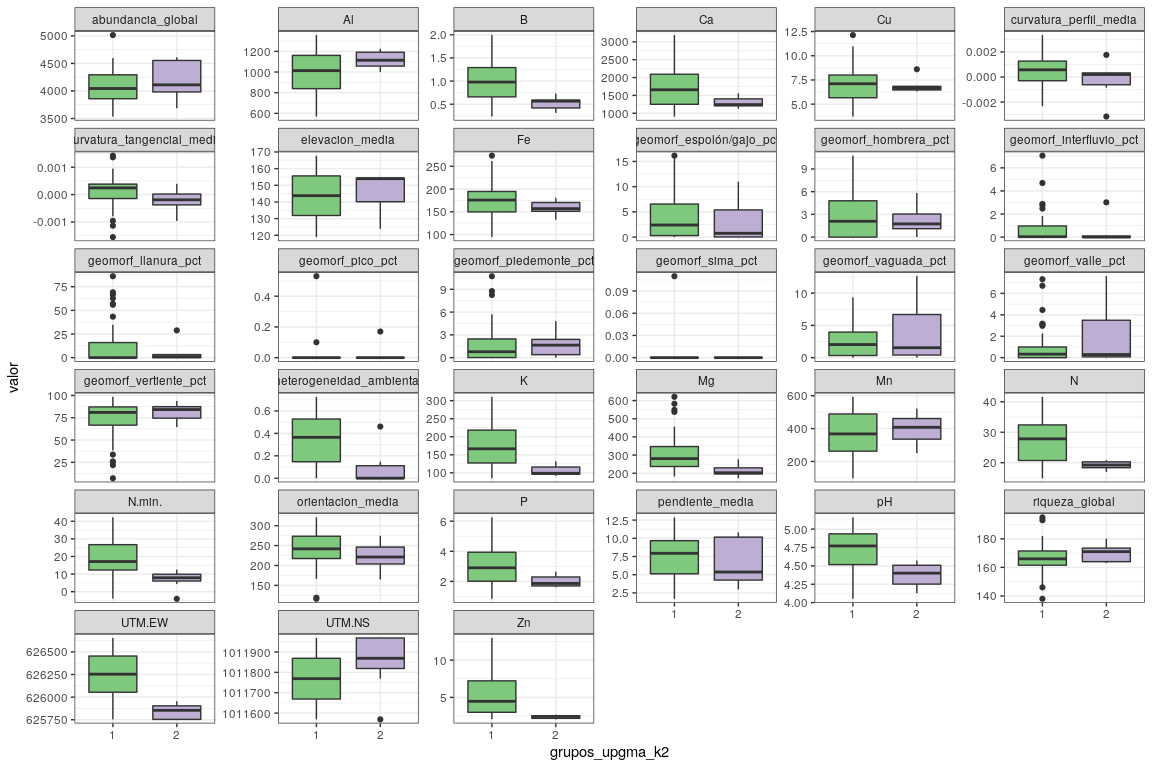 abundancia_global Al B Ca Cu curvatura_perfil_media
5000 4500 4000 3500
1200 1000 800 600
2.0 1.5 1.0 0.5
3000 2500 2000 1500 1000
12.5 10.0 7.5 5.0
0.002 0.000 -0.002
urvatura_tangencial_medi elevacion_media Fe geomorf_espolón/gajo_pc geomorf_hombrera_pct geomorf_interfluvio_pct
0.001 0.000 -0.001
170 160 150 140 130 120
250 200 150 100
15 10 5 0
9 6 3 0
6 4 2 0
geomorf_llanura_pct geomorf_pico_pct geomorf_piedemonte_pct geomorf_sima_pct geomorf_vaguada_pct geomorf_valle_pct
75 50 25 0
0.4 0.2 0.0
9 6 3 0
0.09 0.06 0.03 0.00
10 5 0
6 4 2 0
geomorf_vertiente_pct heterogeneidad_ambienta K Mg Mn N
100 75 50 25
0.6 0.4 0.2 0.0
300 250 200 150 100
600 500 400 300 200
600 400 200
40 30 20
N.min. orientacion_media P pendiente_media pH riqueza_global
40 30 20 10 0
300 250 200 150
6 4 2
12.5 10.0 7.5 5.0 2.5
5.00 4.75 4.50 4.25 4.00
180 160 140
1 2 1 2 1 2
UTM.EW UTM.NS Zn
626500 626250 626000 625750
1011900 1011800 1011700 1011600
10 5
1 2 1 2 1 2
valor
grupos_upgma_k2